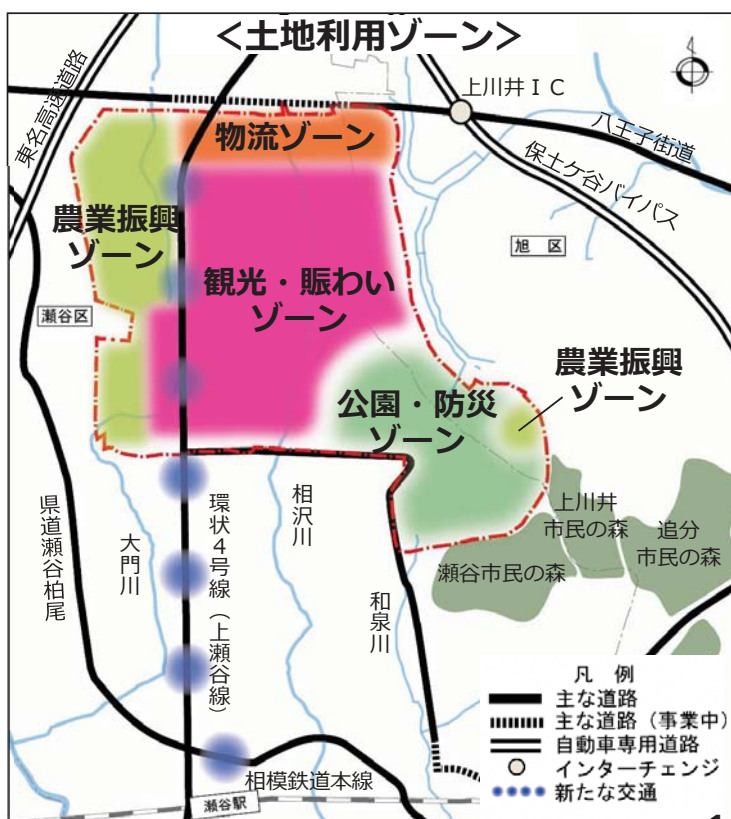 <土地利用ゾーン>
東名高速道路
上川井IC
八王子街道
保土ケ谷バイパス
物流ゾーン
旭 区
農業振興
ゾーン
瀬谷区
観光・賑わい
ゾーン
農業振興
ゾーン
公園・防災
ゾーン
上川井
市民の森
追分
市民の森
瀬谷市民の森
県道瀬谷柏尾
大門川
環状4号線(上瀬谷線)
相沢川
和泉川
相模鉄道本線
瀬谷駅
凡 例
主な道路
主な道路(事業中)
自動車専用道路
インターチェンジ
新たな交通